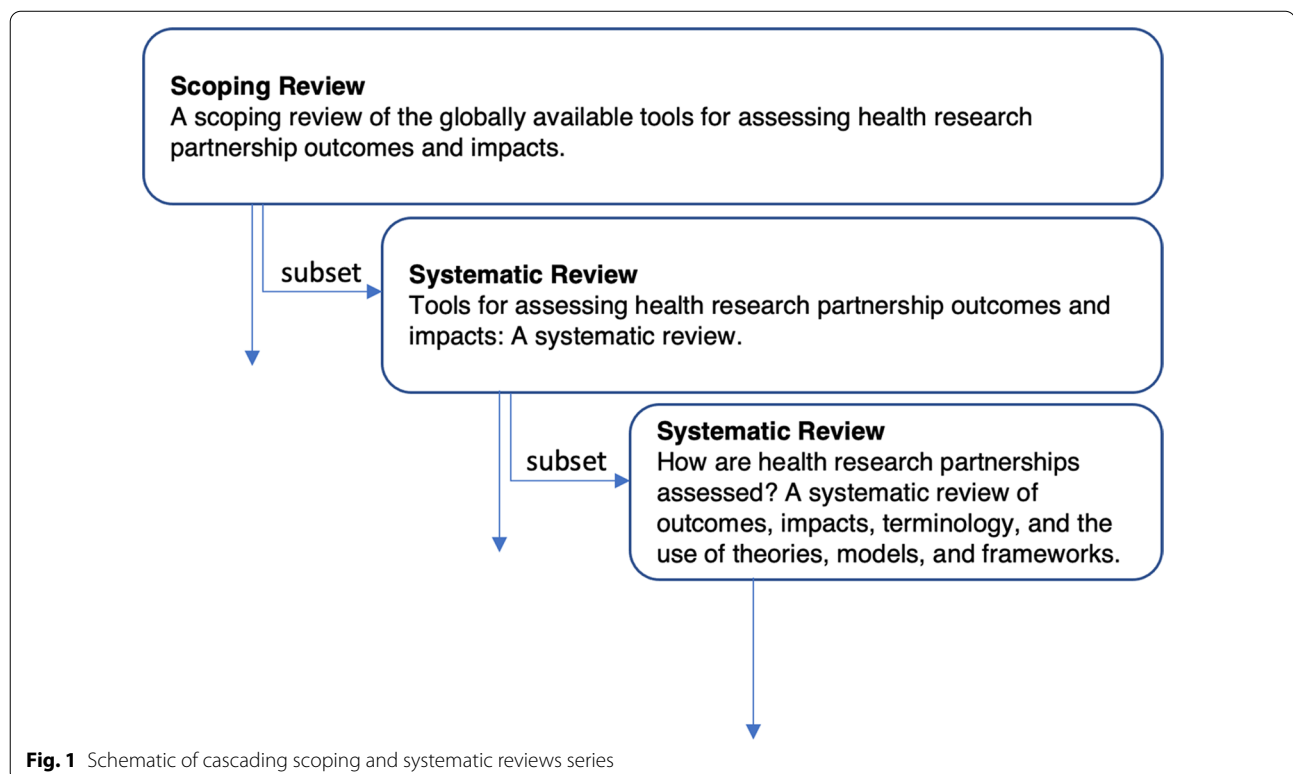 Scoping Review
A scoping review of the globally available tools for assessing health research
partnership outcomes and impacts.
subset
Systematic Review
Tools for assessing health research partnership outcomes and
impacts: A systematic review.
subset
Systematic Review
How are health research partnerships
assessed? A systematic review of
outcomes, impacts, terminology, and the
use of theories, models, and frameworks.
Fig. 1 Schematic of cascading scoping and systematic reviews series